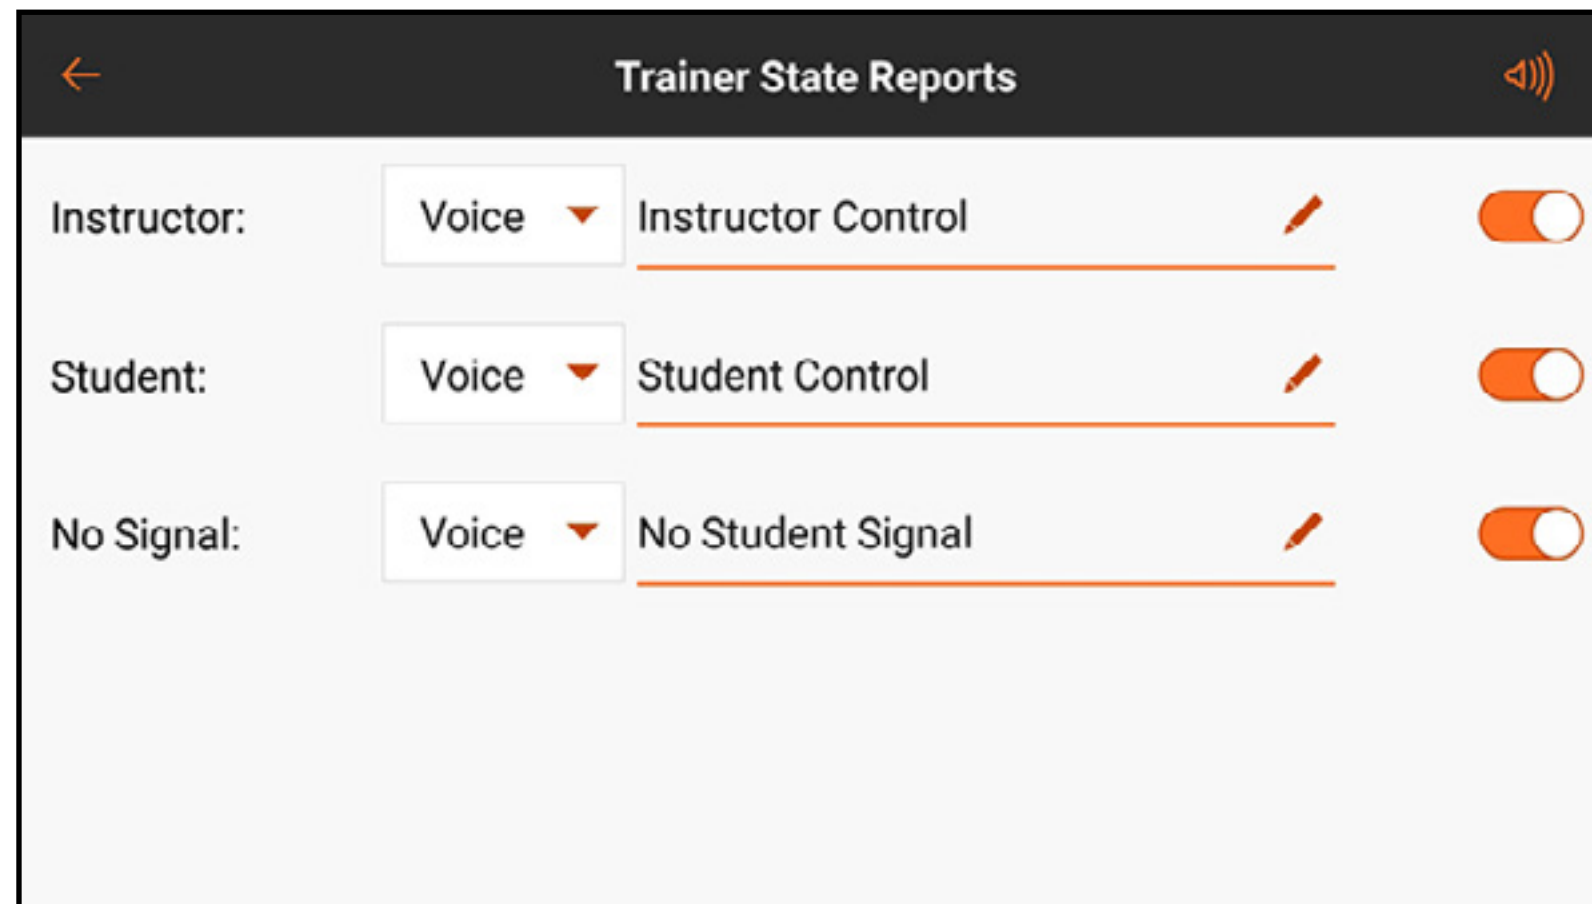 Trainer State Reports
Instructor: Voice Instructor Control
Student: Voice Student Control
No Signal: Voice No Student Signal